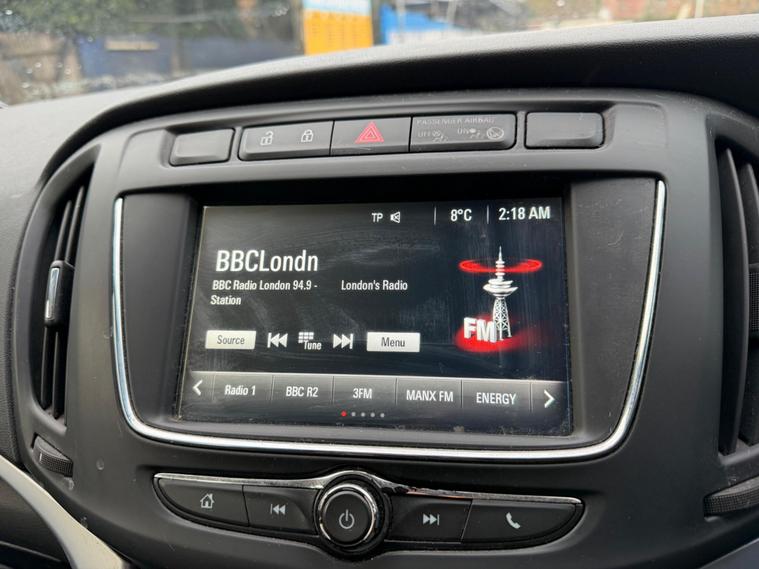 PASSENGER AIRBAG
OFF ON
TP 8°C 2:18 AM
BBCLondn
BBC Radio London 94.9 - London's Radio
Station
FM
Source Tune Menu
Radio 1 BBC R2 3FM MANX FM ENERGY